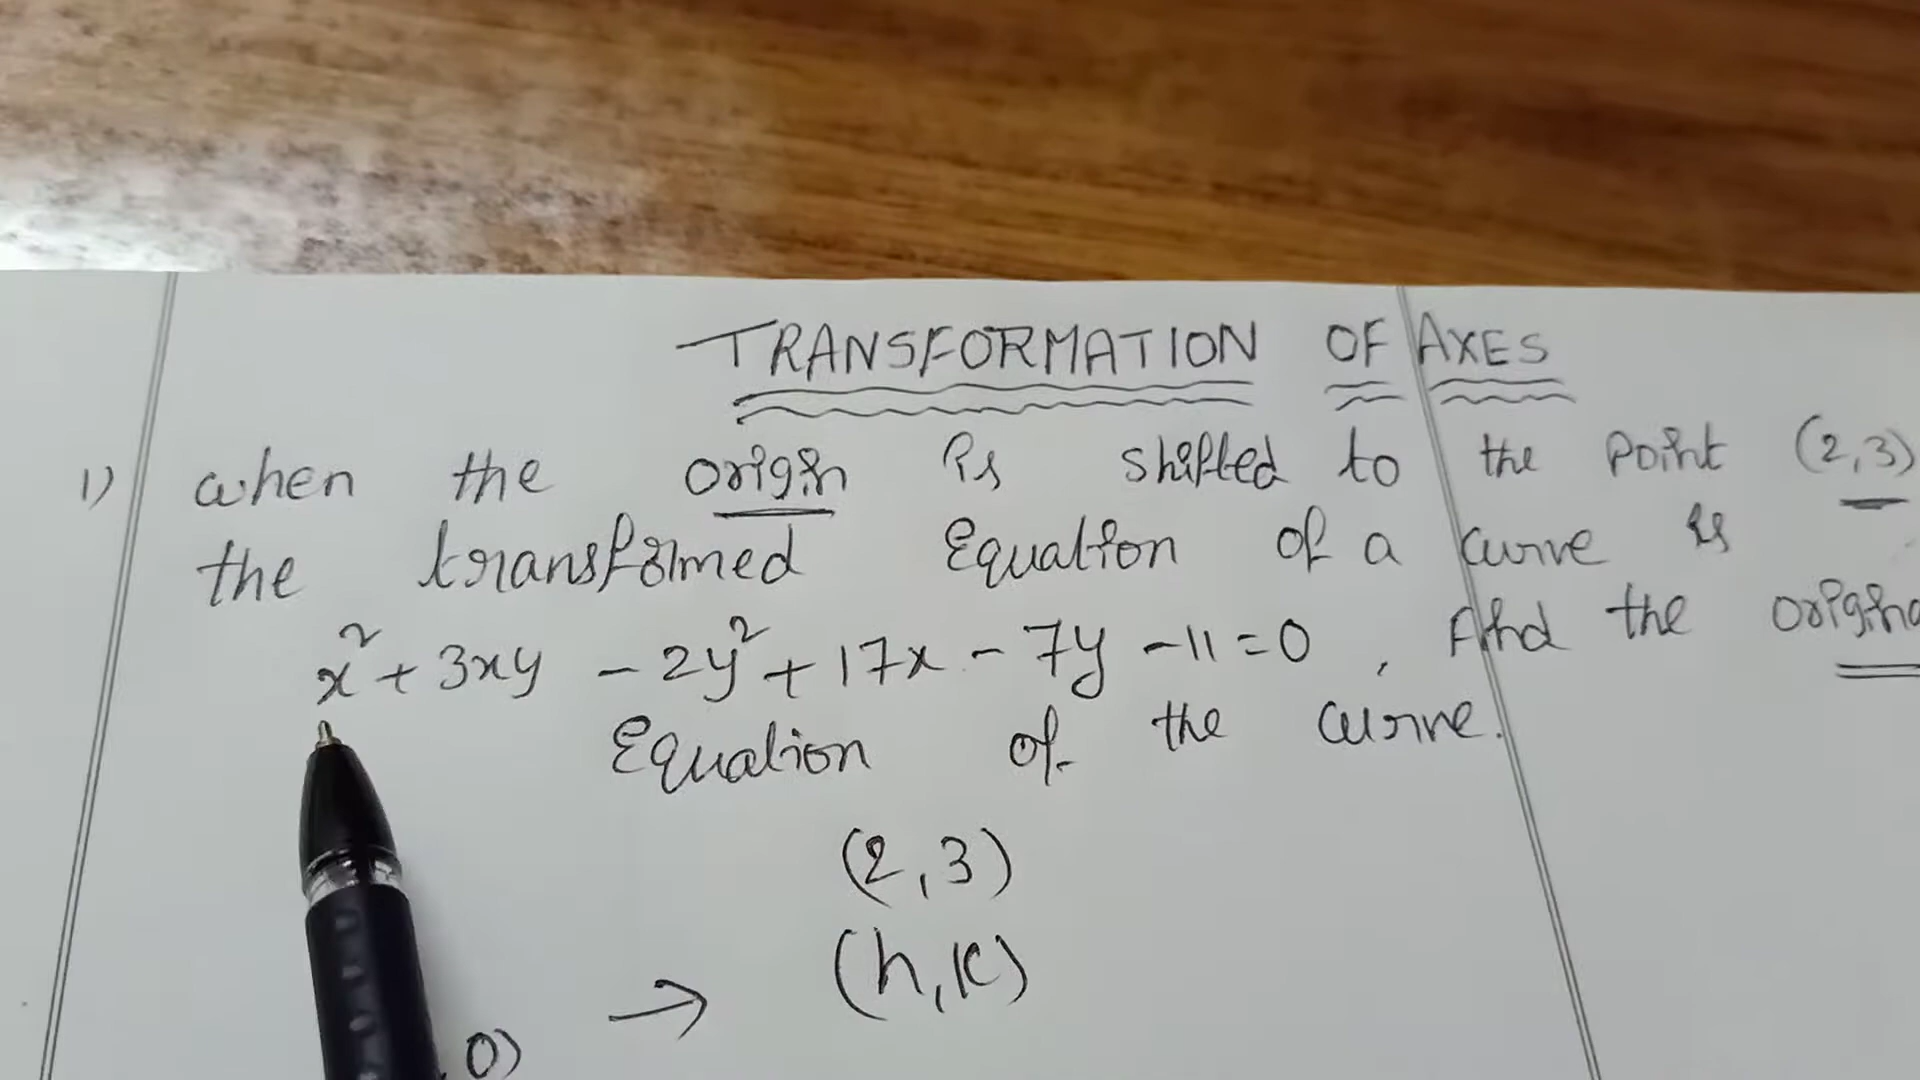 TRANSFORMATION OF AXES
1) when the origin is shifted to the point (2,3)
the transformed Equation of a curve is
x² + 3xy - 2y² + 17x - 7y - 11 = 0, Find the
Equation of the curve.
(2,3)
→ (h,k)
0)